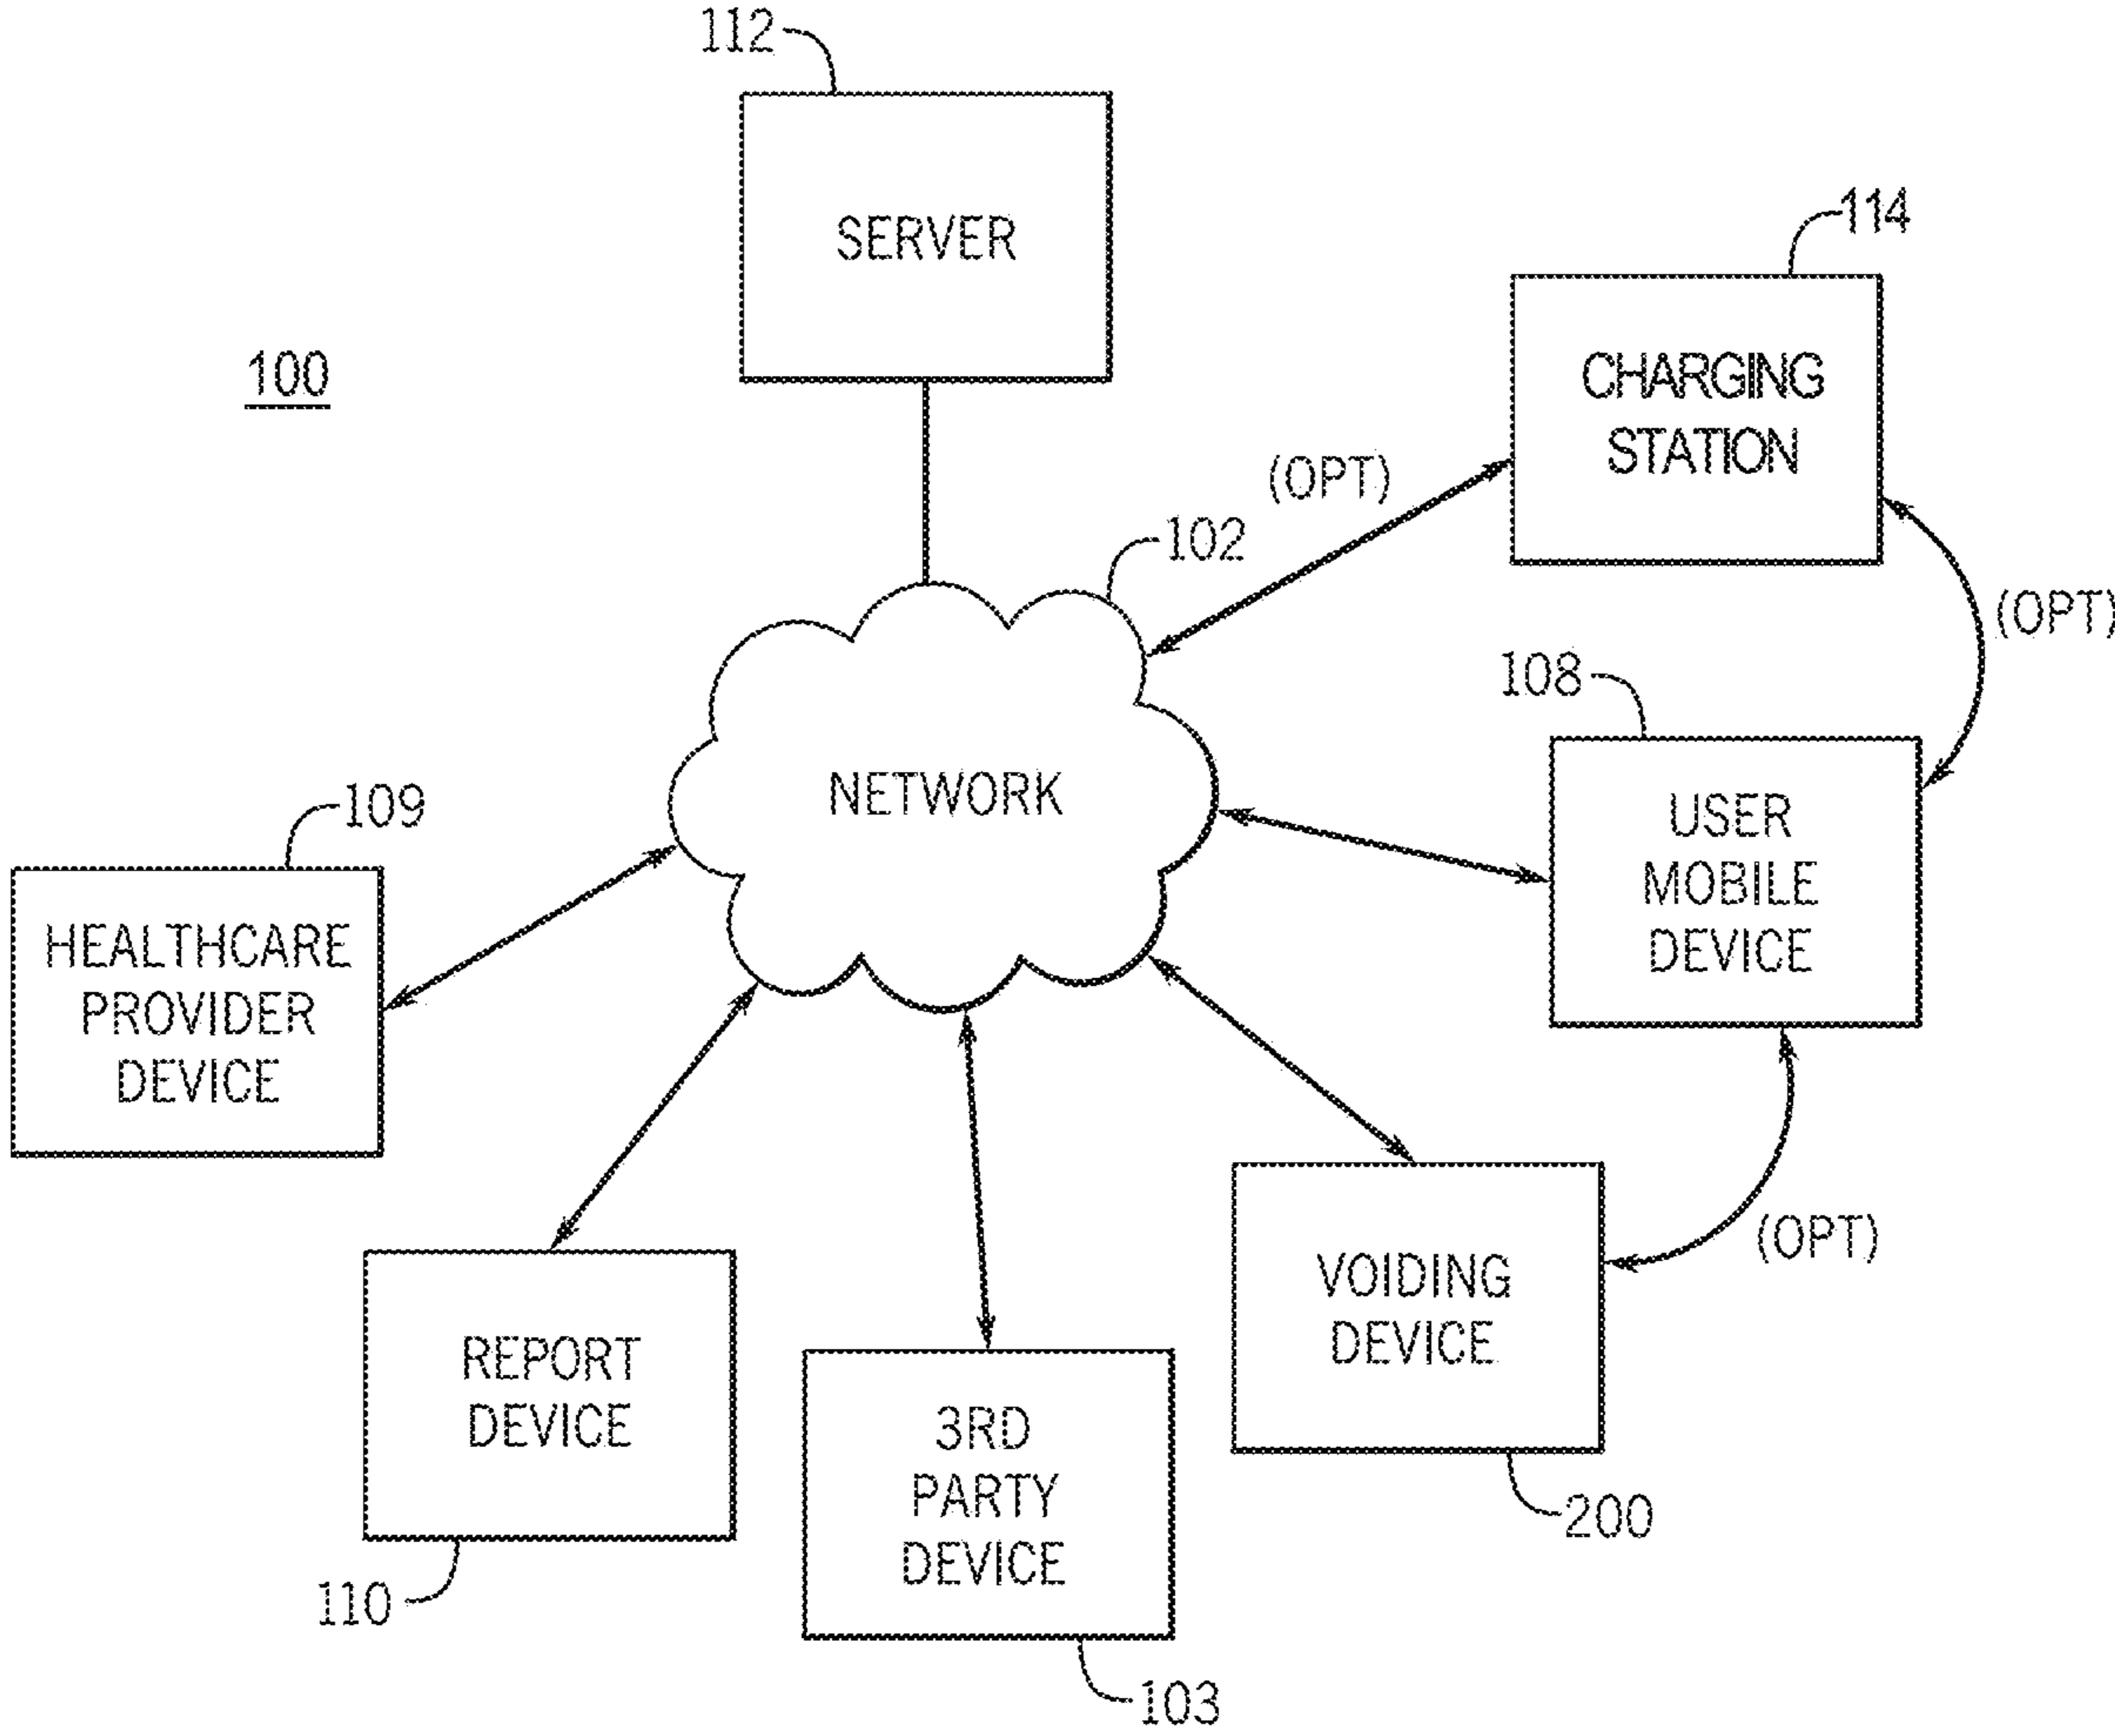 112
SERVER
114
CHARGING
STATION
100
(OPT)
102
(OPT)
108
NETWORK
USER
MOBILE
DEVICE
109
HEALTHCARE
PROVIDER
DEVICE
(OPT)
VOIDING
DEVICE
REPORT
DEVICE
3RD
PARTY
DEVICE
200
110
103